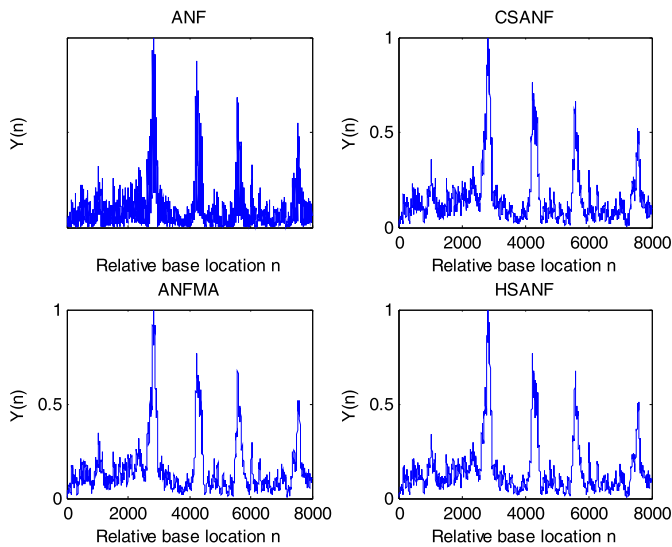 ANF
Y(n)
Relative base location n
CSANF
1
0.5
0
Y(n)
0 2000 4000 6000 8000
Relative base location n
ANFMA
1
0.5
0
Y(n)
0 2000 4000 6000 8000
Relative base location n
HSANF
1
0.5
0
Y(n)
0 2000 4000 6000 8000
Relative base location n